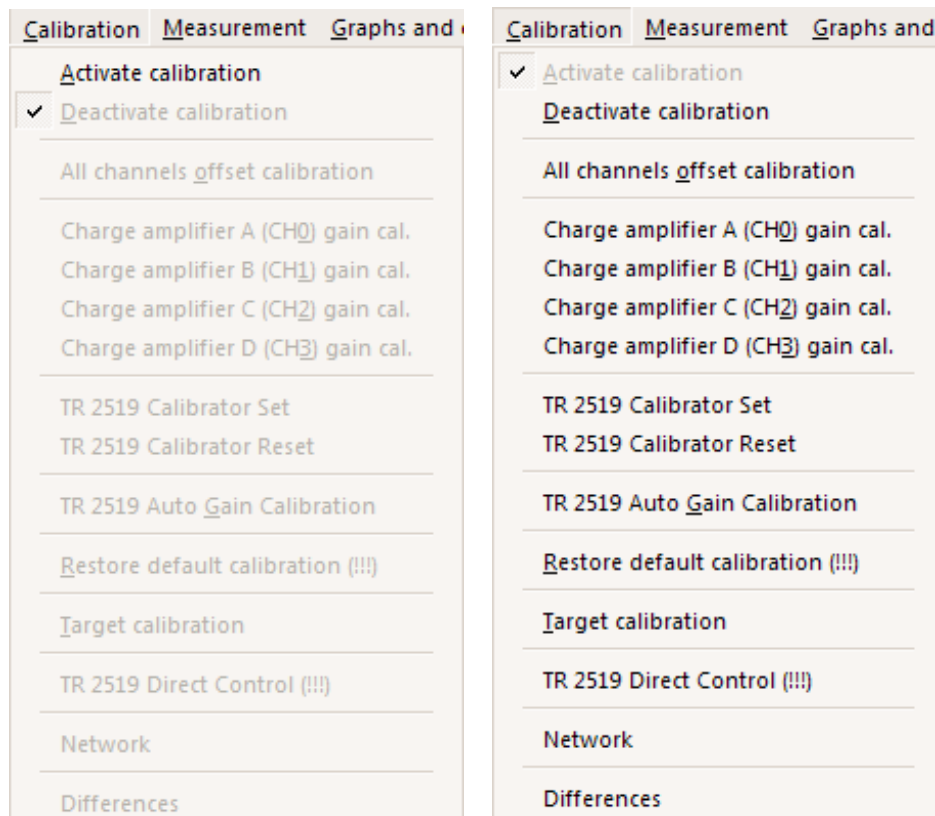 Calibration Measurement Graphs and
Activate calibration
Deactivate calibration
All channels offset calibration
Charge amplifier A (CH0) gain cal.
Charge amplifier B (CH1) gain cal.
Charge amplifier C (CH2) gain cal.
Charge amplifier D (CH3) gain cal.
TR 2519 Calibrator Set
TR 2519 Calibrator Reset
TR 2519 Auto Gain Calibration
Restore default calibration (!!!)
Target calibration
TR 2519 Direct Control (!!!)
Network
Differences
Calibration Measurement Graphs and
Activate calibration
Deactivate calibration
All channels offset calibration
Charge amplifier A (CH0) gain cal.
Charge amplifier B (CH1) gain cal.
Charge amplifier C (CH2) gain cal.
Charge amplifier D (CH3) gain cal.
TR 2519 Calibrator Set
TR 2519 Calibrator Reset
TR 2519 Auto Gain Calibration
Restore default calibration (!!!)
Target calibration
TR 2519 Direct Control (!!!)
Network
Differences